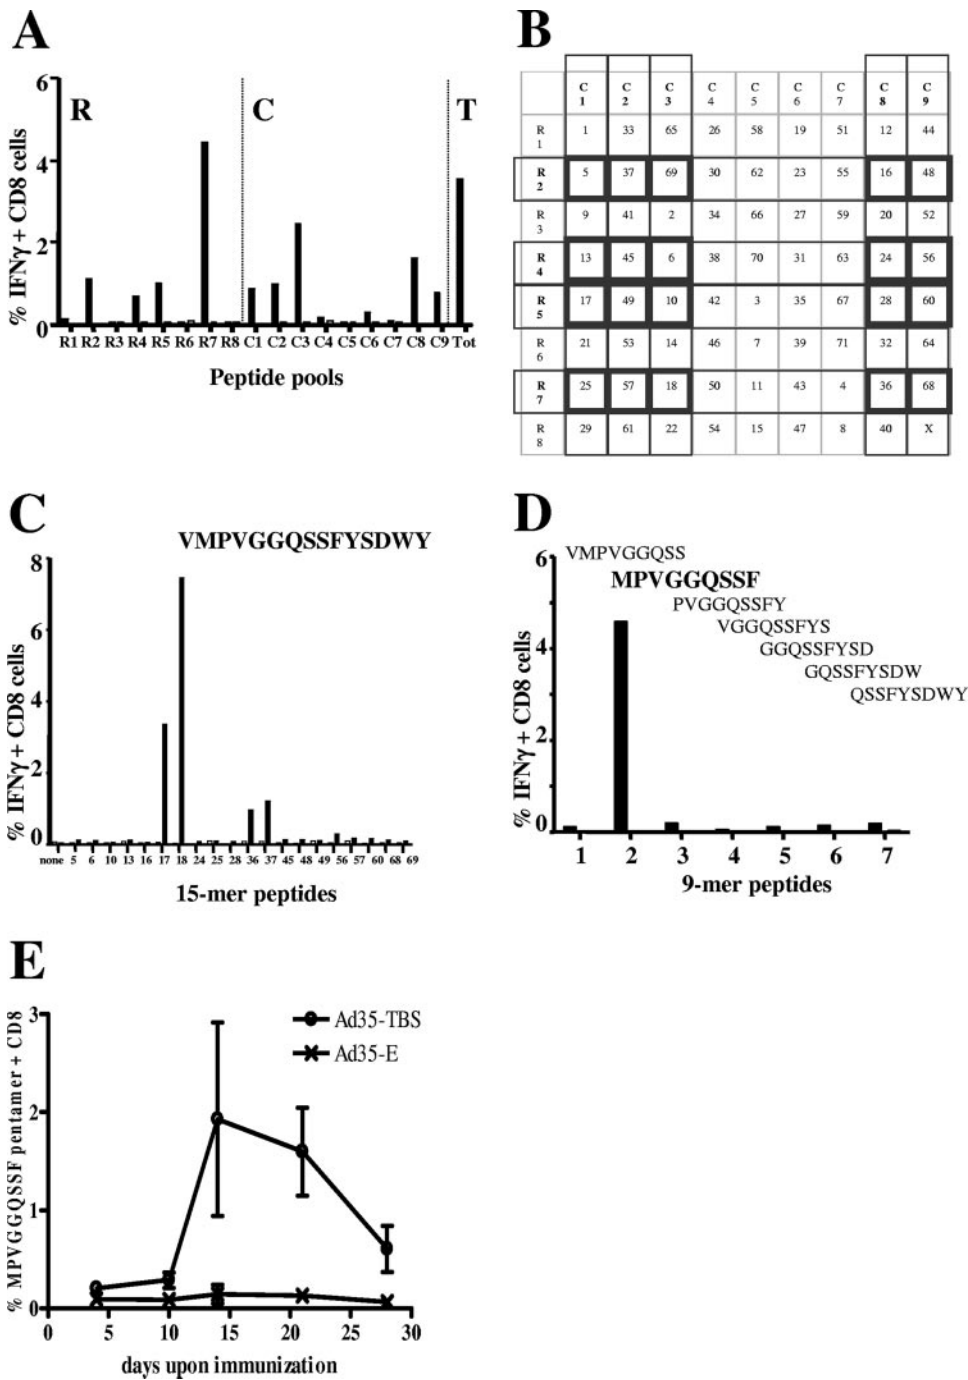 A
6
4
2
0
% IFNγ + CD8 cells
R
C
T
R1 R2 R3 R4 R5 R6 R7 R8 C1 C2 C3 C4 C5 C6 C7 C8 C9 Tot
Peptide pools
B
C 1 C 2 C 3 C 4 C 5 C 6 C 7 C 8 C 9
R 1 1 33 65 26 58 19 51 12 44
R 2 5 37 69 30 62 23 55 16 48
R 3 9 41 2 34 66 27 59 20 52
R 4 13 45 6 38 70 31 63 24 56
R 5 17 49 10 42 3 35 67 28 60
R 6 21 53 14 46 7 39 71 32 64
R 7 25 57 18 50 11 43 4 36 68
R 8 29 61 22 54 15 47 8 40 X
C
VMPVGGQSSFYSDWY
8
6
4
2
0
% IFNγ + CD8 cells
none 5 6 10 13 16 17 18 24 25 28 36 37 45 48 49 56 57 60 68 69
15-mer peptides
D
6
4
2
0
% IFNγ + CD8 cells
VMPVGGQSS
MPVGGQSSF
PVGGQSSFY
VGGQSSFYS
GGQSSFYSD
GQSSFYSDW
QSSFYSDWY
1 2 3 4 5 6 7
9-mer peptides
E
3
2
1
0
% MPVGGQSSF pentamer + CD8
Ad35-TBS
Ad35-E
0 5 10 15 20 25 30
days upon immunization